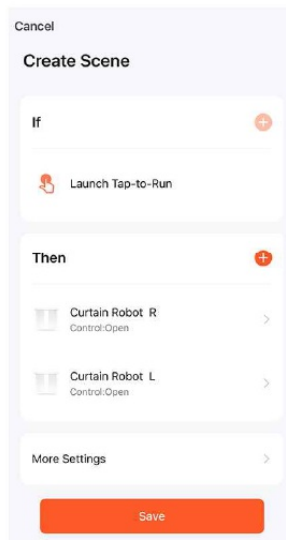 Cancel
Create Scene
If
Launch Tap-to-Run
Then
Curtain Robot R
Control:Open
Curtain Robot L
Control:Open
More Settings
Save